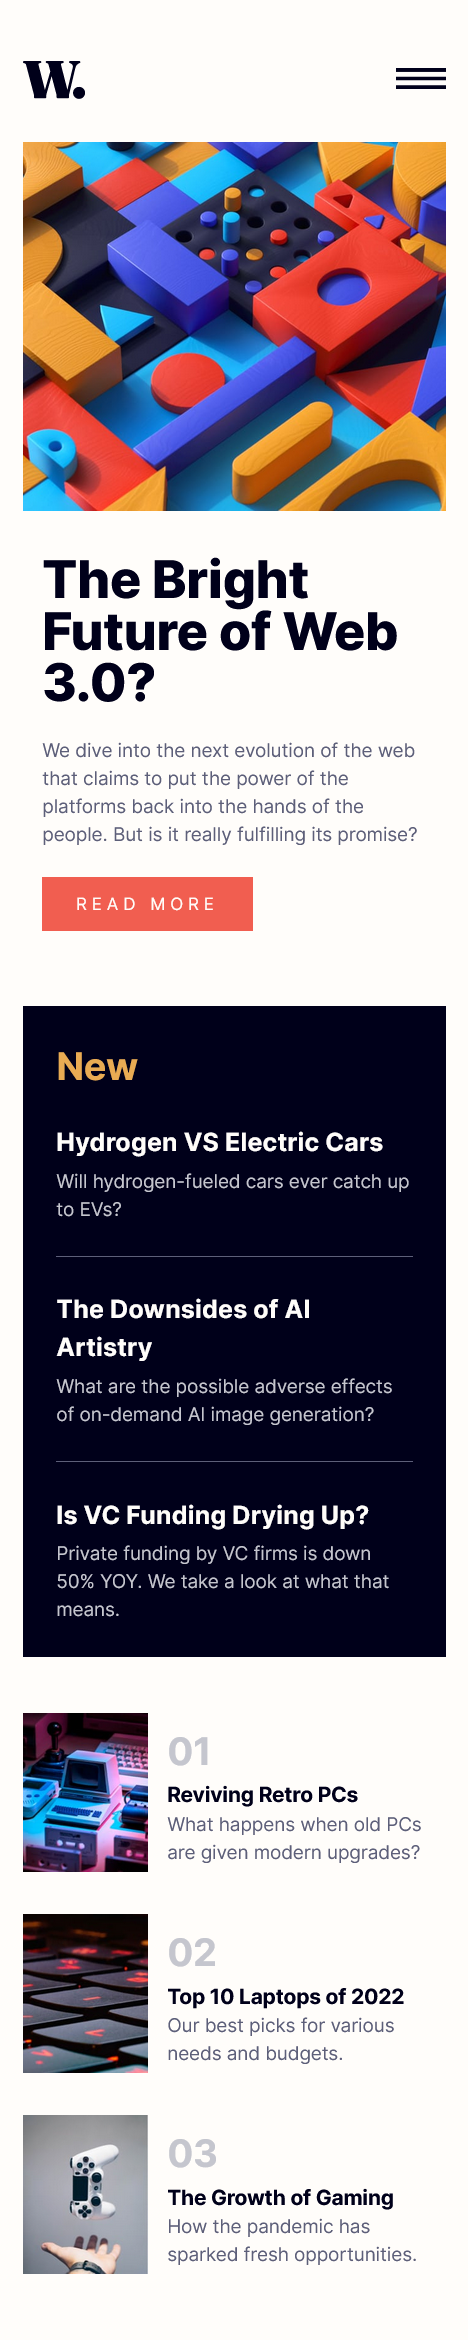 W.
The Bright
Future of Web
3.0?
We dive into the next evolution of the web
that claims to put the power of the
platforms back into the hands of the
people. But is it really fulfilling its promise?
READ MORE
New
Hydrogen VS Electric Cars
Will hydrogen-fueled cars ever catch up
to EVs?
The Downsides of AI
Artistry
What are the possible adverse effects
of on-demand AI image generation?
Is VC Funding Drying Up?
Private funding by VC firms is down
50% YOY. We take a look at what that
means.
01
Reviving Retro PCs
What happens when old PCs
are given modern upgrades?
02
Top 10 Laptops of 2022
Our best picks for various
needs and budgets.
03
The Growth of Gaming
How the pandemic has
sparked fresh opportunities.